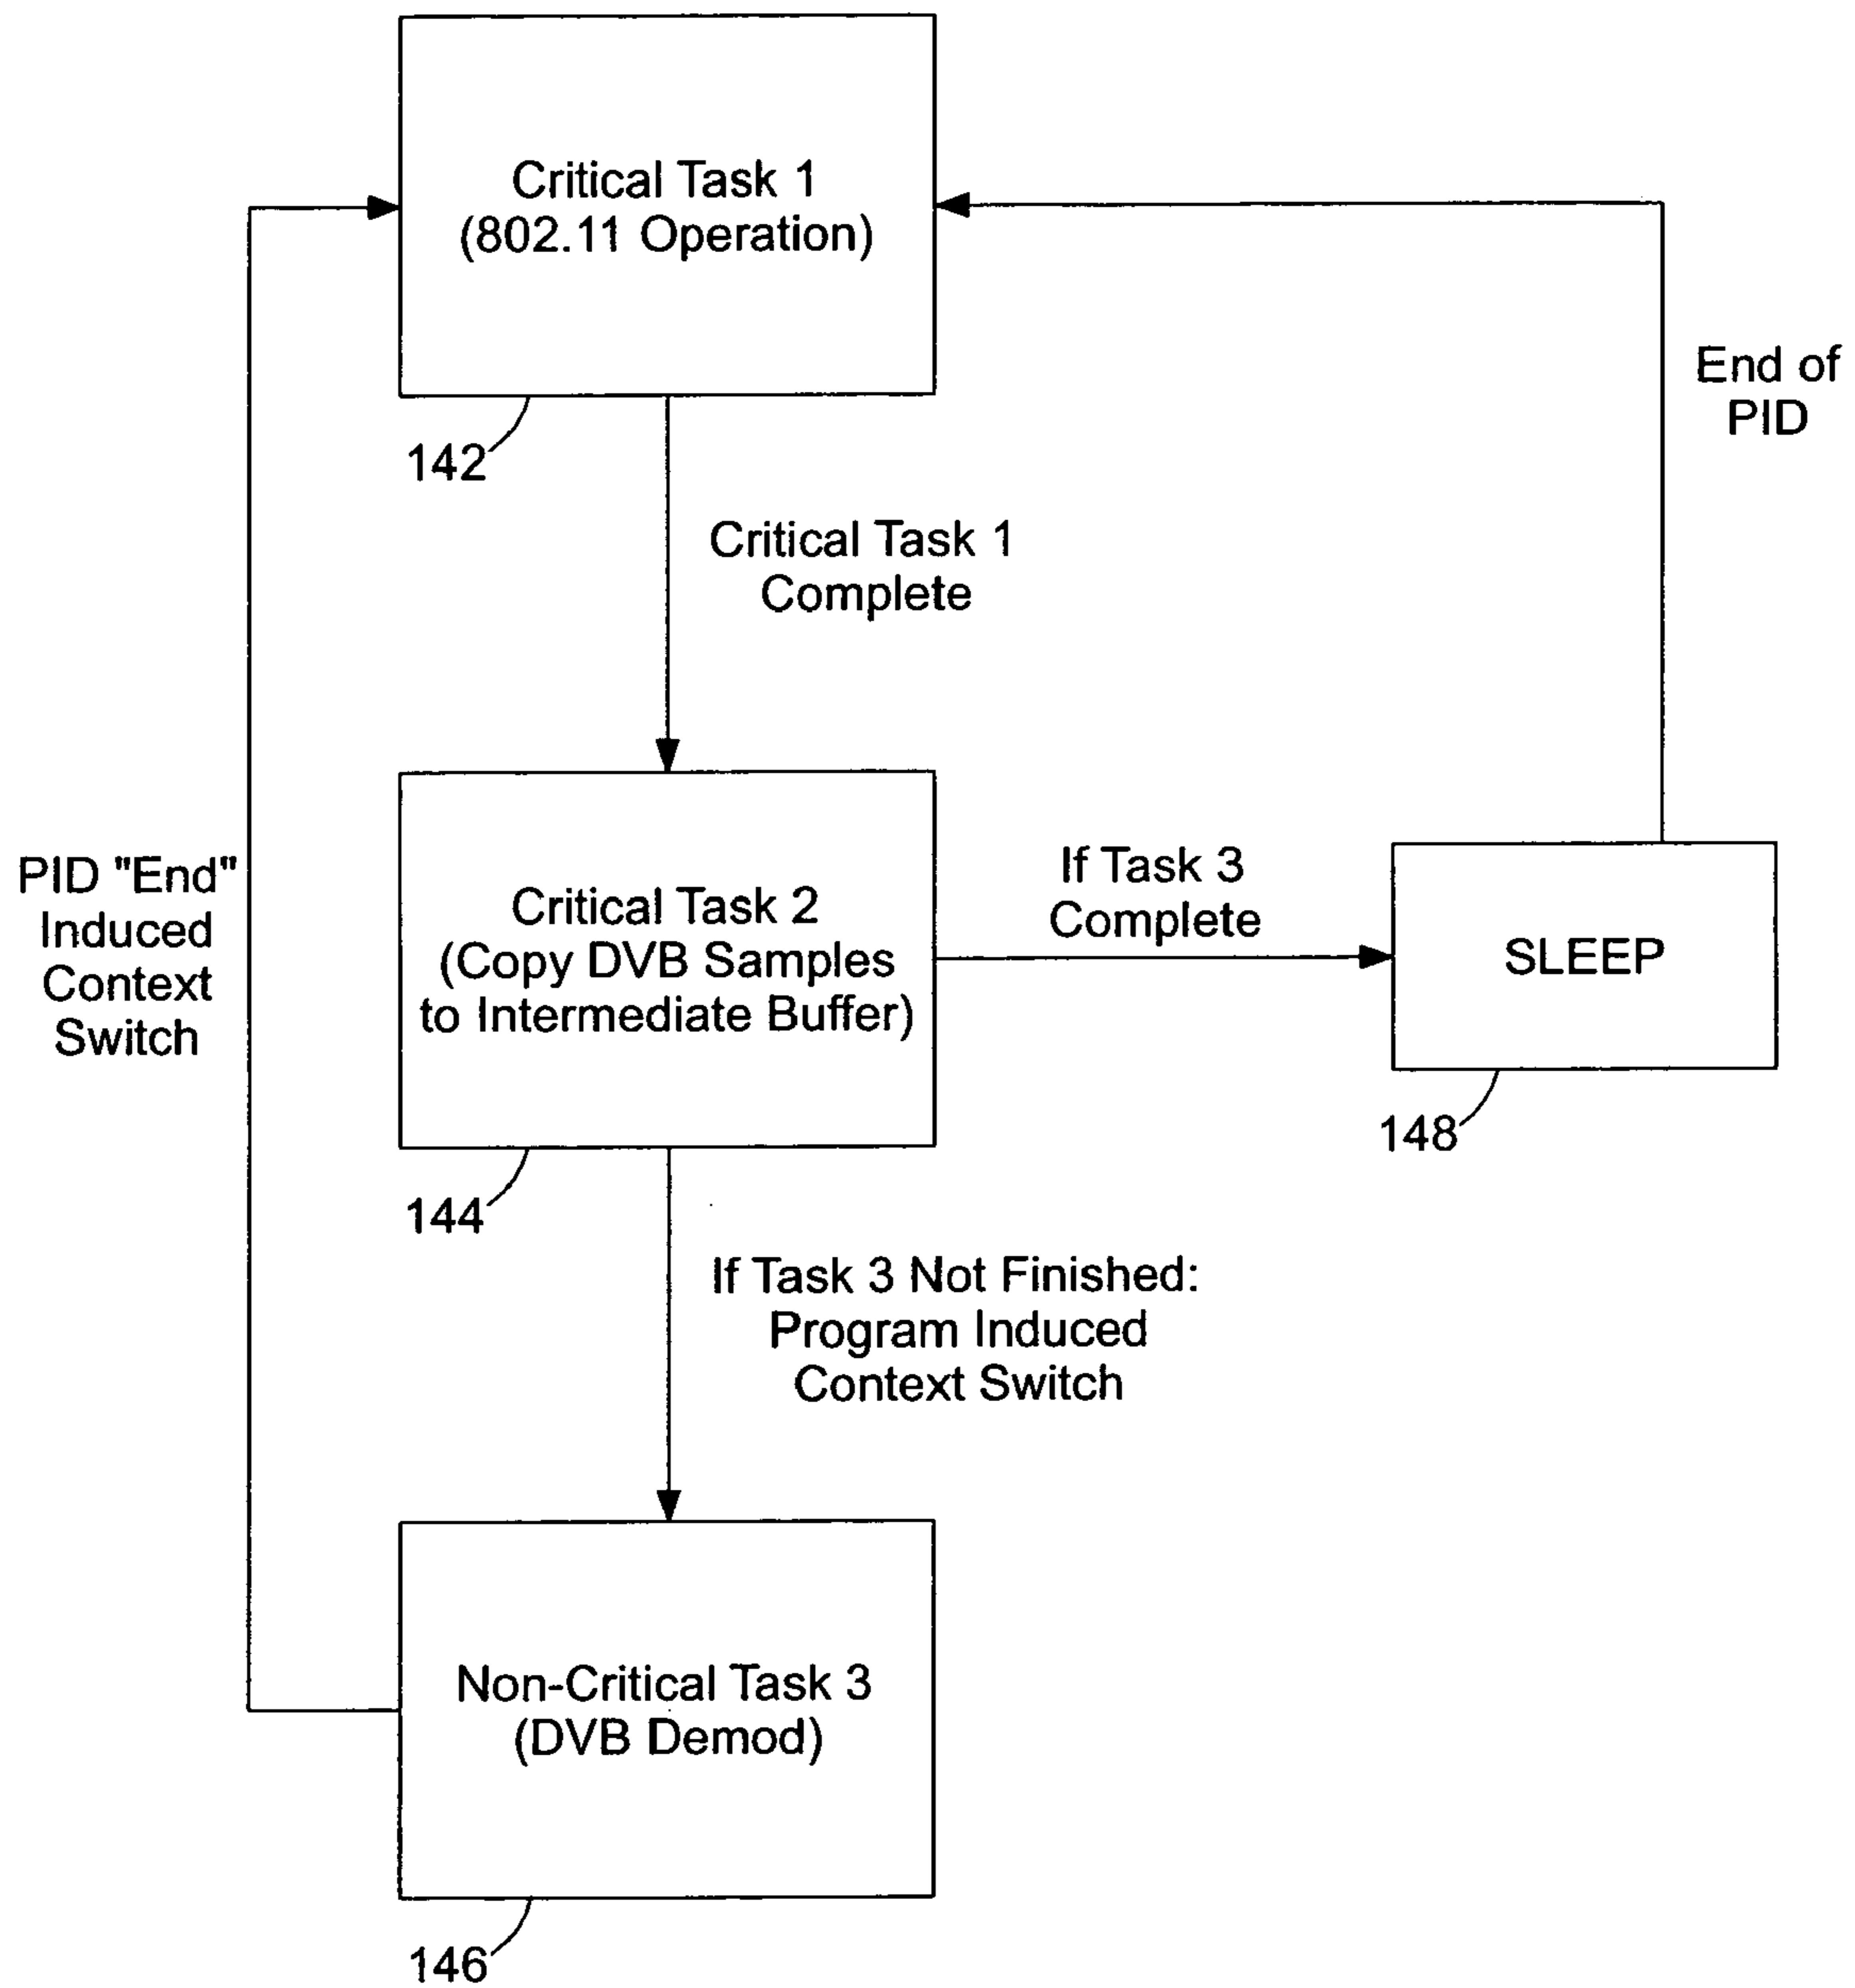 Critical Task 1
(802.11 Operation)
142
End of
PID
Critical Task 1
Complete
PID "End"
Induced
Context
Switch
Critical Task 2
(Copy DVB Samples
to Intermediate Buffer)
144
If Task 3
Complete
SLEEP
148
If Task 3 Not Finished:
Program Induced
Context Switch
Non-Critical Task 3
(DVB Demod)
146